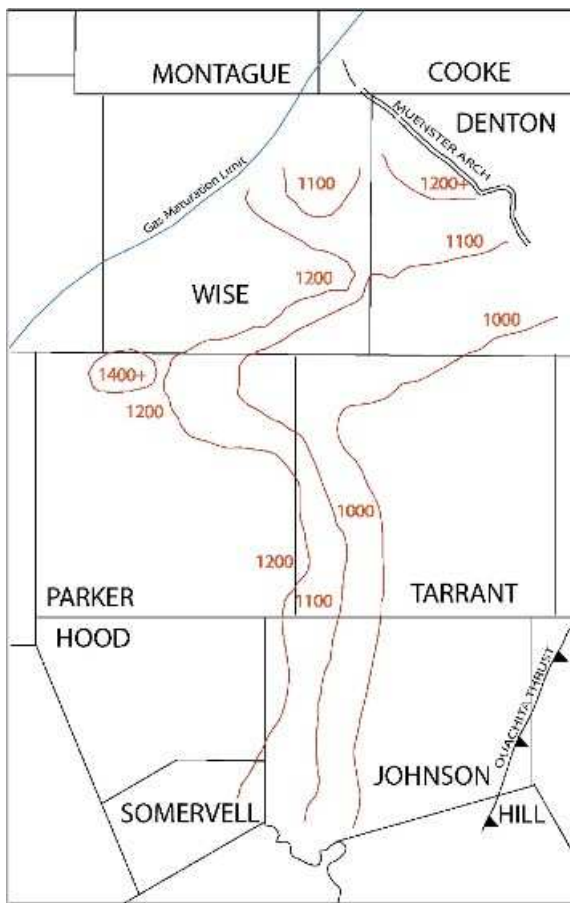 MONTAGUE
COOKE
DENTON
MUENSTER ARCH
Gas Maturation Limit
1100
1200+
1100
1200
WISE
1000
1400+
1200
1000
1200
1100
PARKER
TARRANT
HOOD
OUACHITA THRUST
JOHNSON
SOMERVELL
HILL